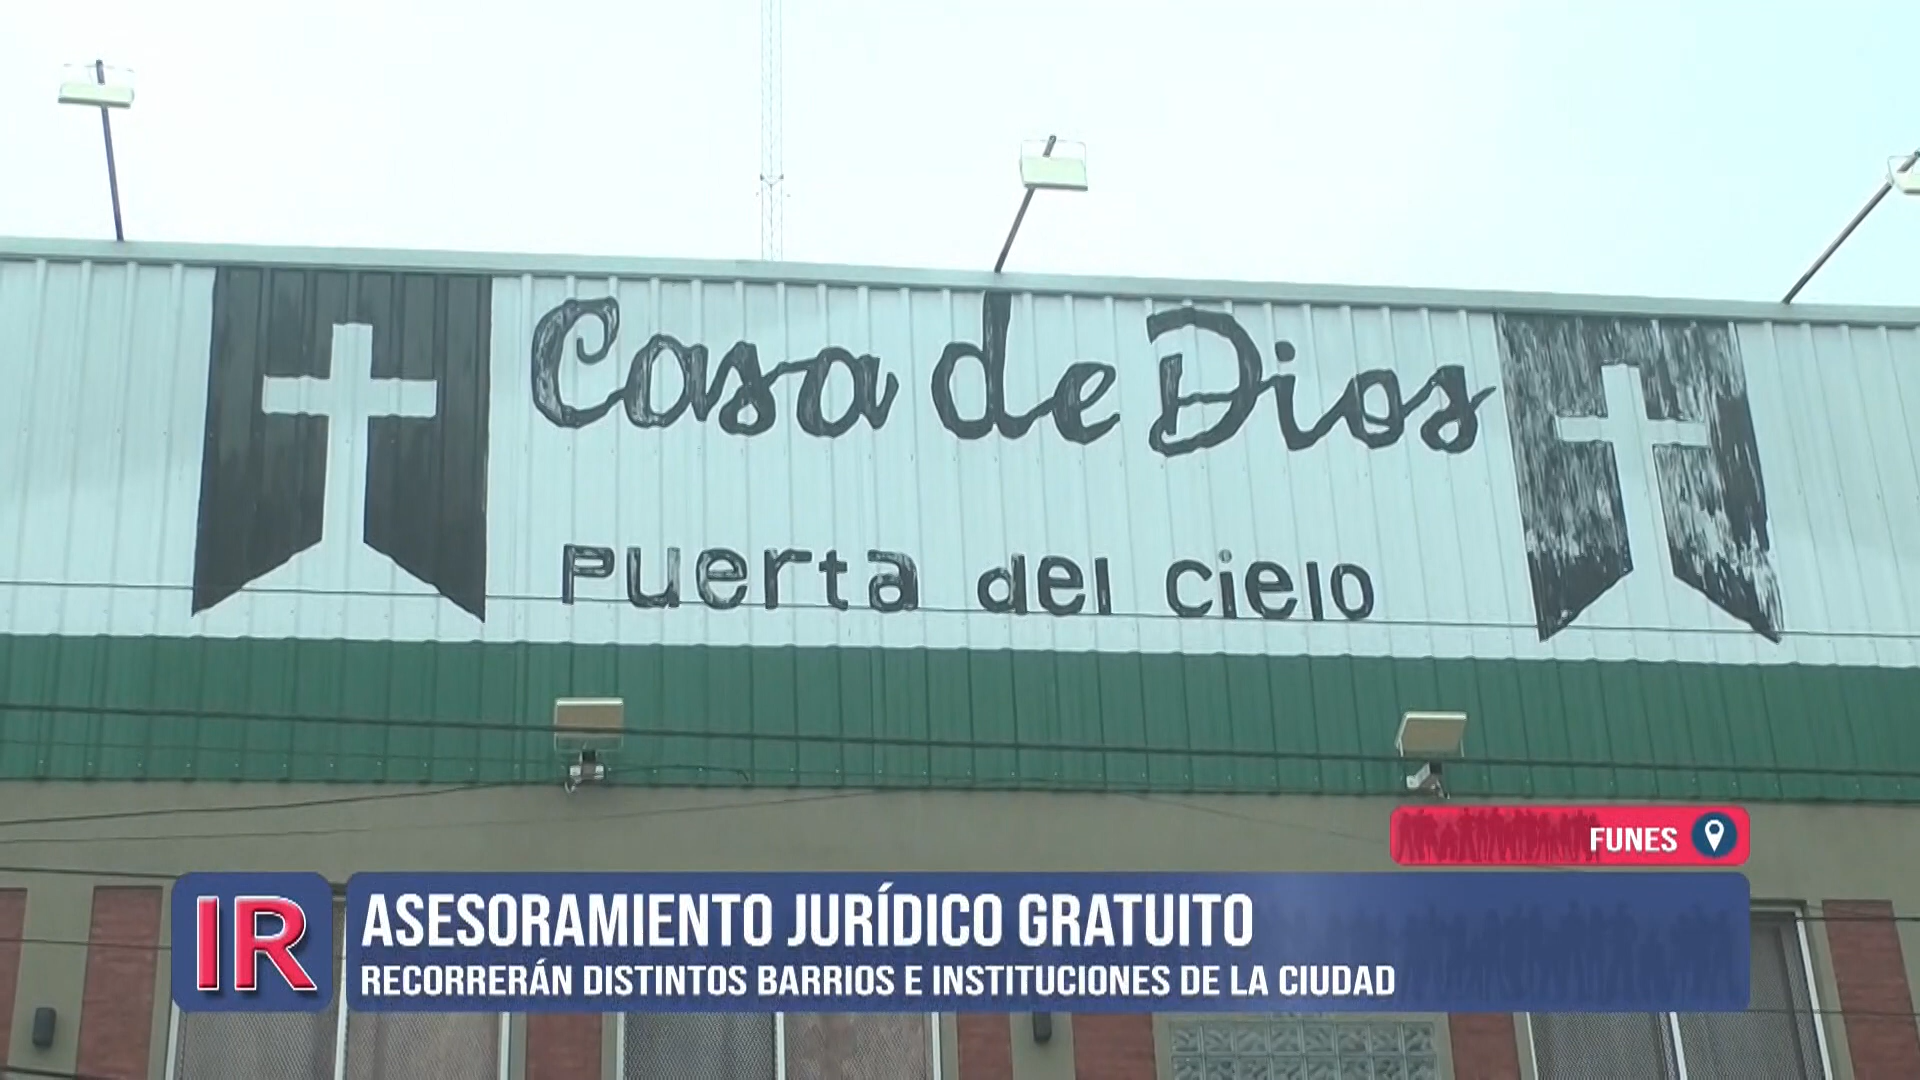 Casa de Dios
Puerta del cielo
FUNES
IR
ASESORAMIENTO JURÍDICO GRATUITO
RECORRERÁN DISTINTOS BARRIOS E INSTITUCIONES DE LA CIUDAD